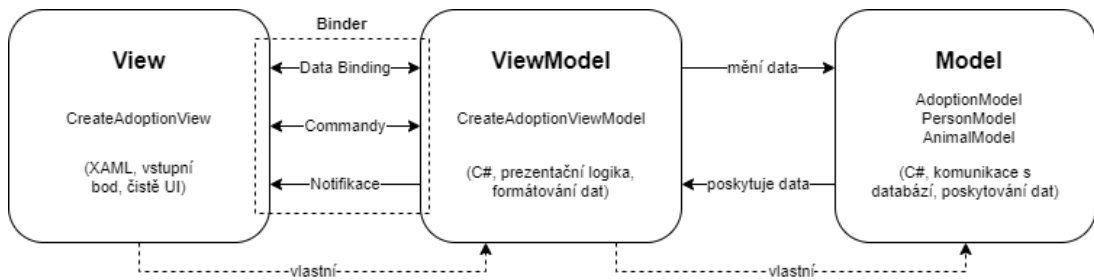 Binder
View
CreateAdoptionView
(XAML, vstupní
bod, čistě UI)
Data Binding
Commandy
Notifikace
ViewModel
CreateAdoptionViewModel
(C#, prezentační logika,
formátování dat)
mění data
poskytuje data
Model
AdoptionModel
PersonModel
AnimalModel
(C#, komunikace s
databází, poskytování dat)
vlastní
vlastní